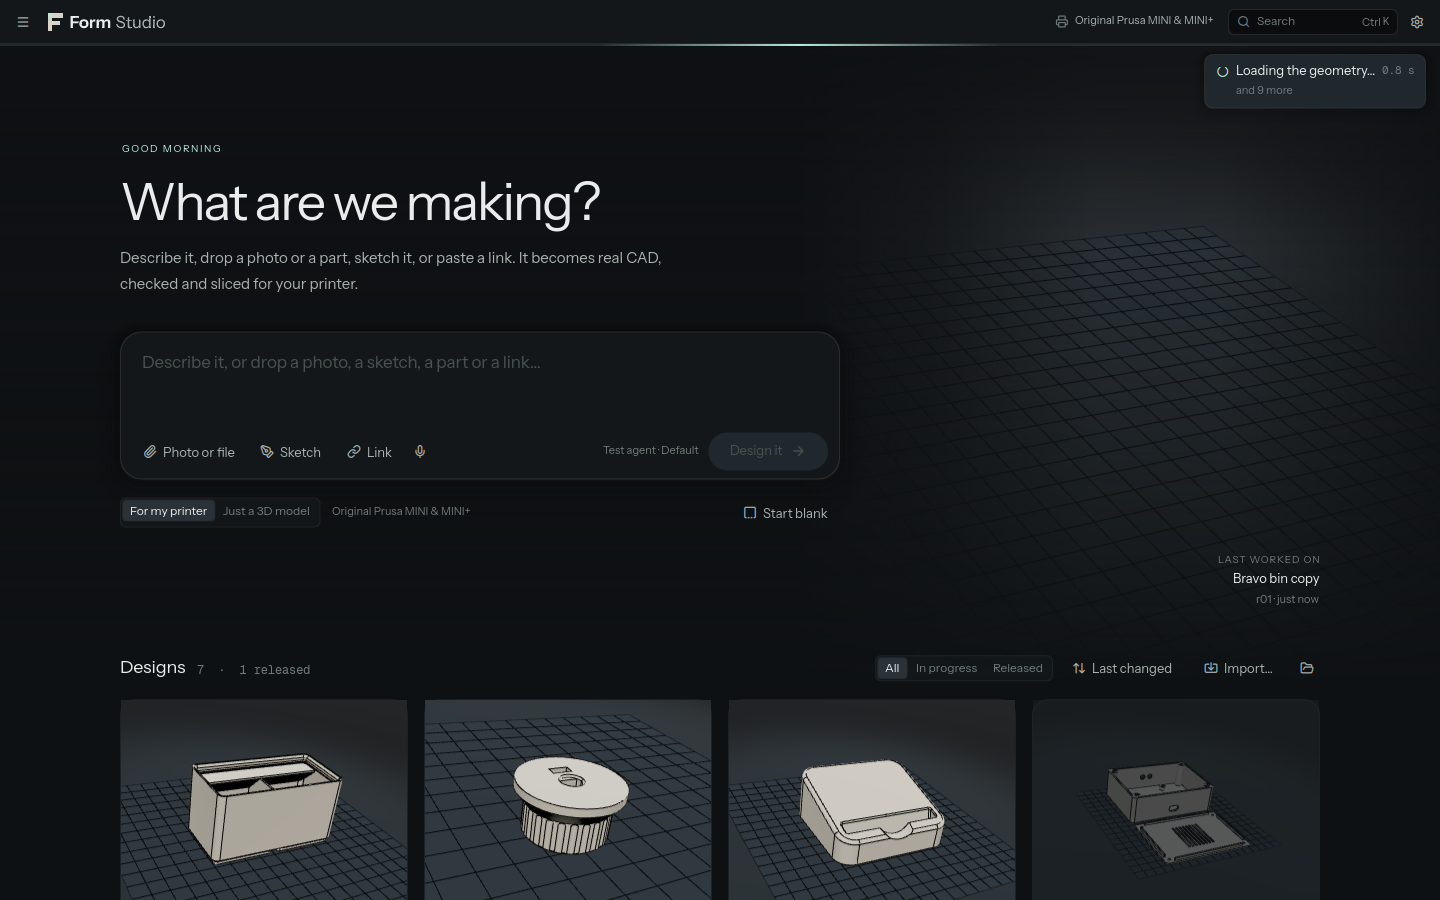 Form Studio
Original Prusa MINI & MINI+
Search
Ctrl K
Loading the geometry... 0.8 s
and 9 more
GOOD MORNING
What are we making?
Describe it, drop a photo or a part, sketch it, or paste a link. It becomes real CAD,
checked and sliced for your printer.
Describe it, or drop a photo, a sketch, a part or a link...
Photo or file
Sketch
Link
Test agent · Default
Design it
For my printer
Just a 3D model
Original Prusa MINI & MINI+
Start blank
LAST WORKED ON
Bravo bin copy
r01 · just now
Designs 7 · 1 released
All
In progress
Released
Last changed
Import...